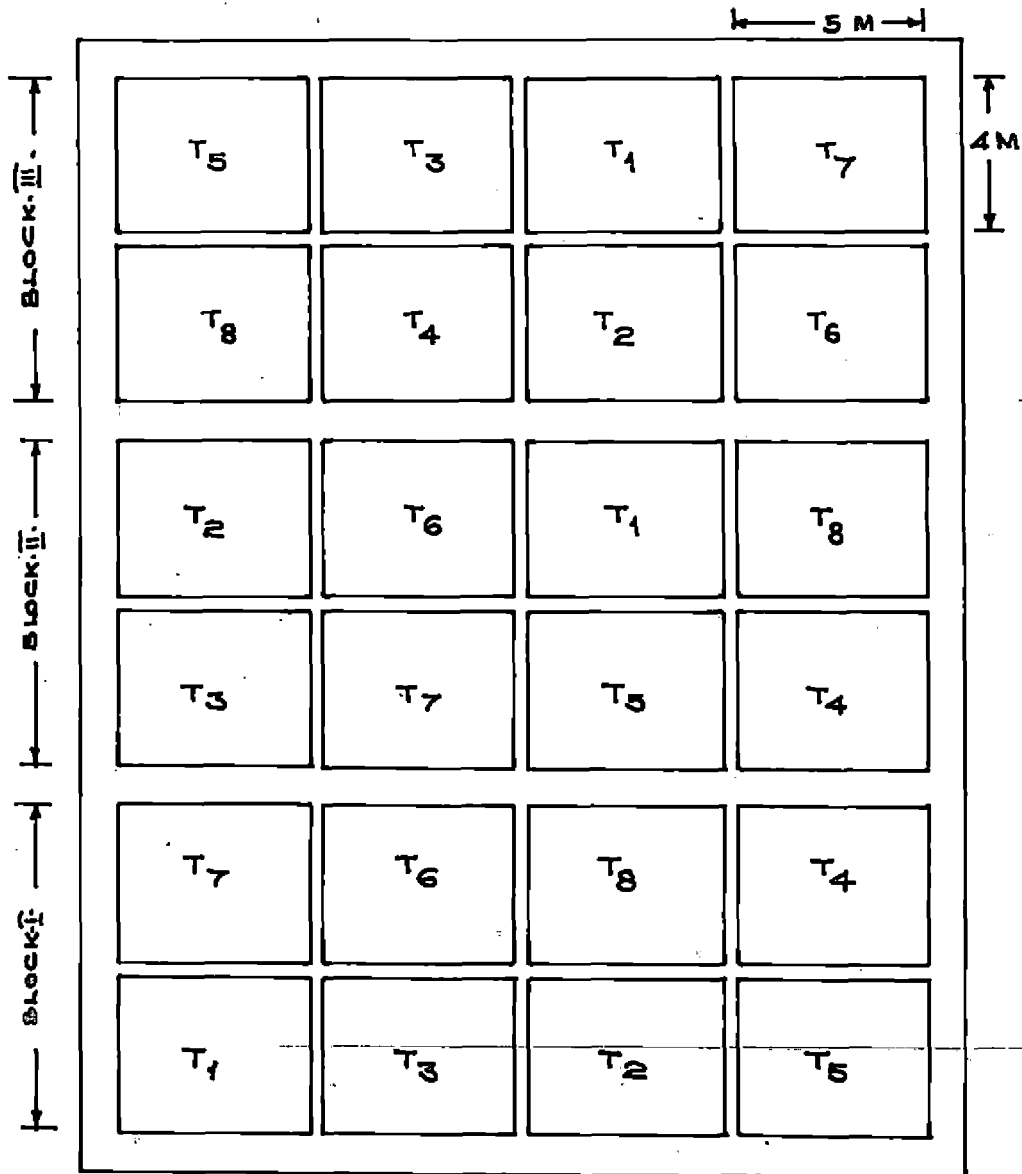 5 M
4 M
BLOCK-III.
T5 T3 T1 T7
T8 T4 T2 T6
BLOCK-II.
T2 T6 T1 T8
T3 T7 T5 T4
BLOCK-I.
T7 T6 T8 T4
T1 T3 T2 T5